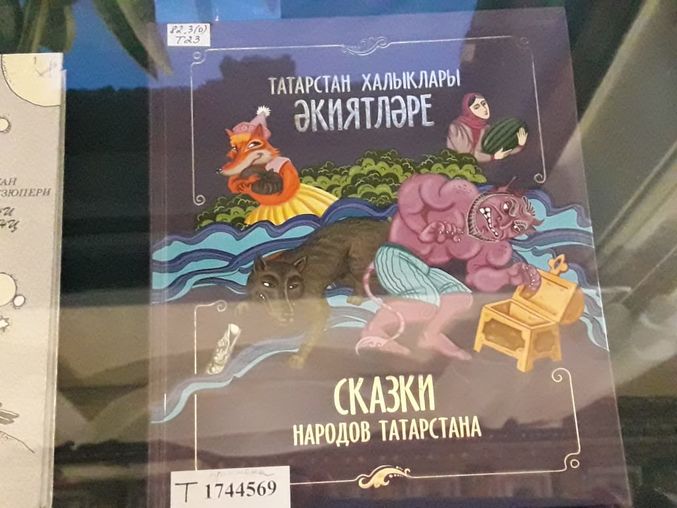 82.3(0)
Т23
ТАТАРСТАН ХАЛЫКЛАРЫ
ӘКИЯТЛӘРЕ
СКАЗКИ
НАРОДОВ ТАТАРСТАНА
Т 1744569